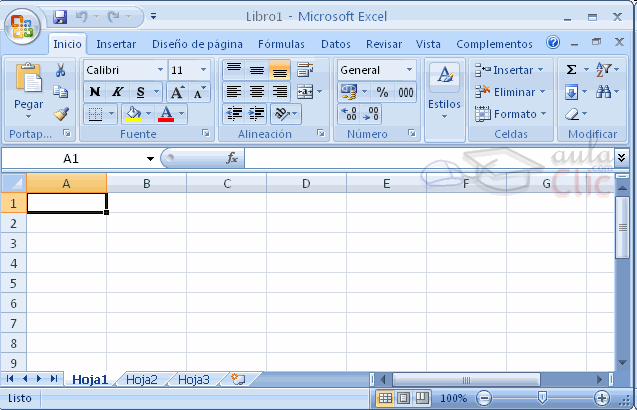 Libro1 - Microsoft Excel
Inicio Insertar Diseño de página Fórmulas Datos Revisar Vista Complementos
Calibri 11 General Insertar Σ
Pegar N K S % 000 Estilos Eliminar
A A Formato
Portap... Fuente Alineación Número Celdas Modificar
A1 fx
aula
.com
Clic
A B C D E F G
1
2
3
4
5
6
7
8
9
Hoja1 Hoja2 Hoja3
Listo 100%